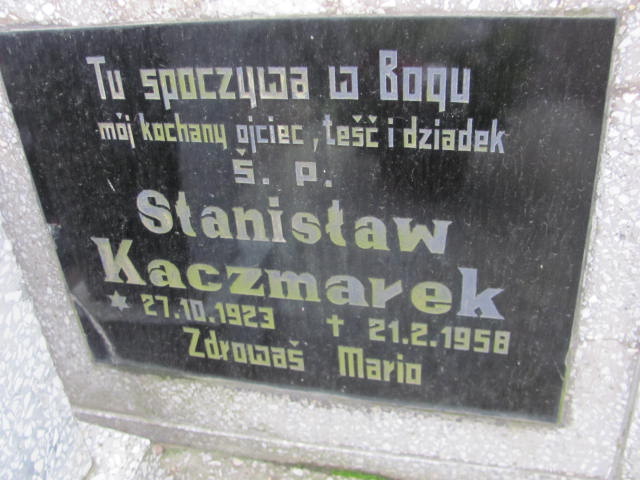 Tu spoczywa w Bogu
mój kochany ojciec, teść i dziadek
Ś. P.
Stanisław
Kaczmarek
* 27.10.1923 † 21.2.1958
Zdrowaś Mario